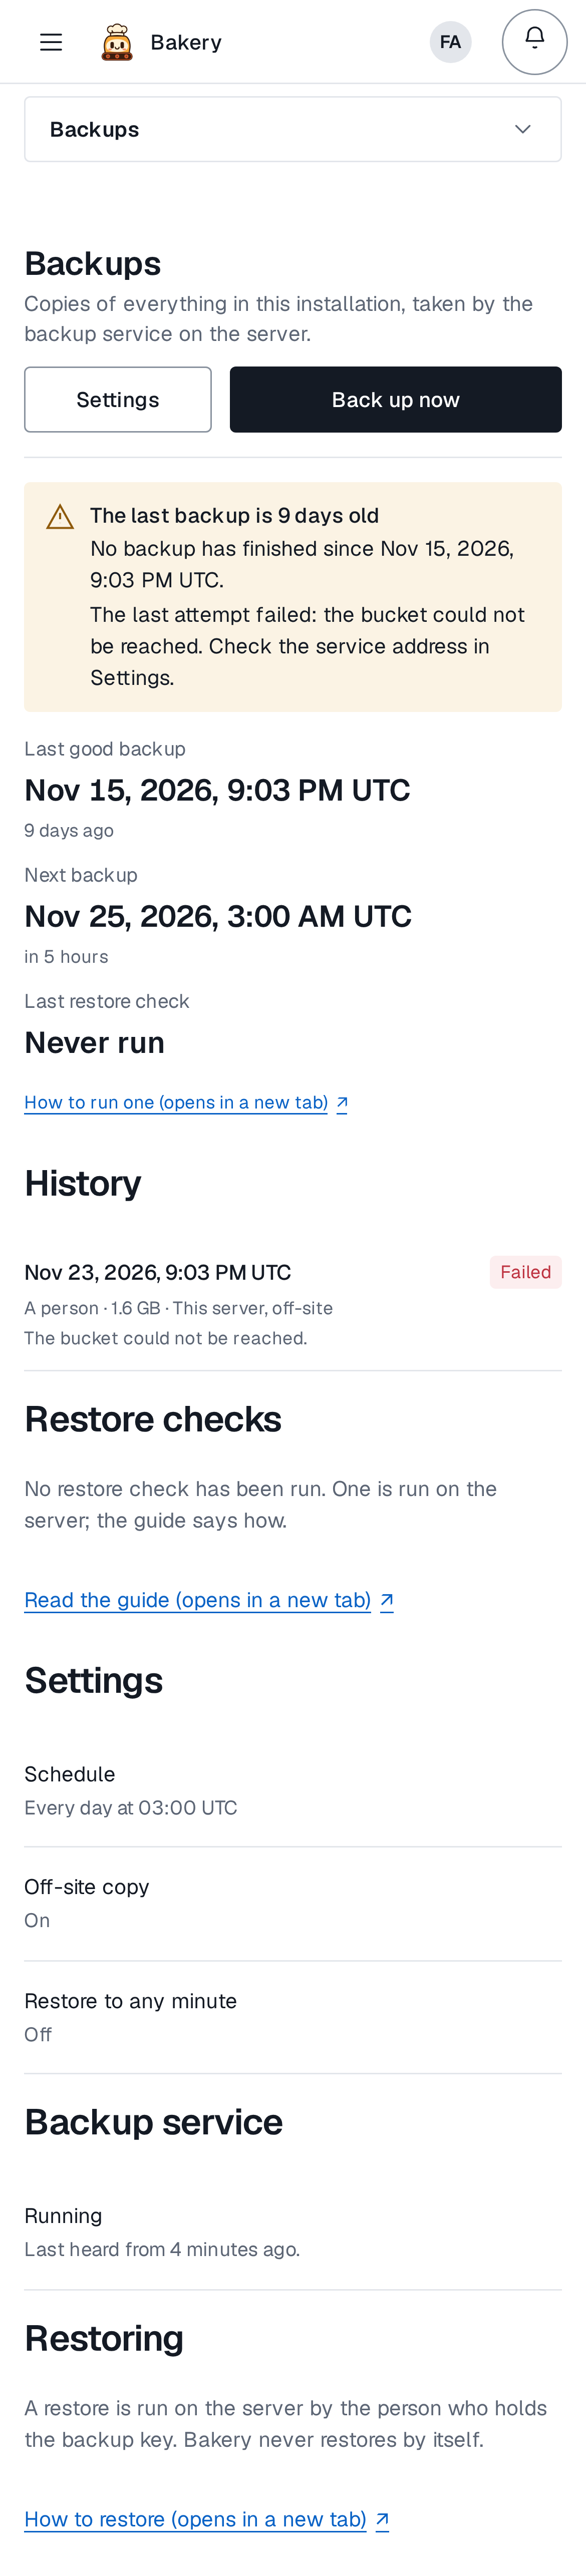 Bakery
FA
Backups
Backups
Copies of everything in this installation, taken by the
backup service on the server.
Settings
Back up now
The last backup is 9 days old
No backup has finished since Nov 15, 2026,
9:03 PM UTC.
The last attempt failed: the bucket could not
be reached. Check the service address in
Settings.
Last good backup
Nov 15, 2026, 9:03 PM UTC
9 days ago
Next backup
Nov 25, 2026, 3:00 AM UTC
in 5 hours
Last restore check
Never run
How to run one (opens in a new tab)
History
Nov 23, 2026, 9:03 PM UTC
Failed
A person · 1.6 GB · This server, off-site
The bucket could not be reached.
Restore checks
No restore check has been run. One is run on the
server; the guide says how.
Read the guide (opens in a new tab)
Settings
Schedule
Every day at 03:00 UTC
Off-site copy
On
Restore to any minute
Off
Backup service
Running
Last heard from 4 minutes ago.
Restoring
A restore is run on the server by the person who holds
the backup key. Bakery never restores by itself.
How to restore (opens in a new tab)